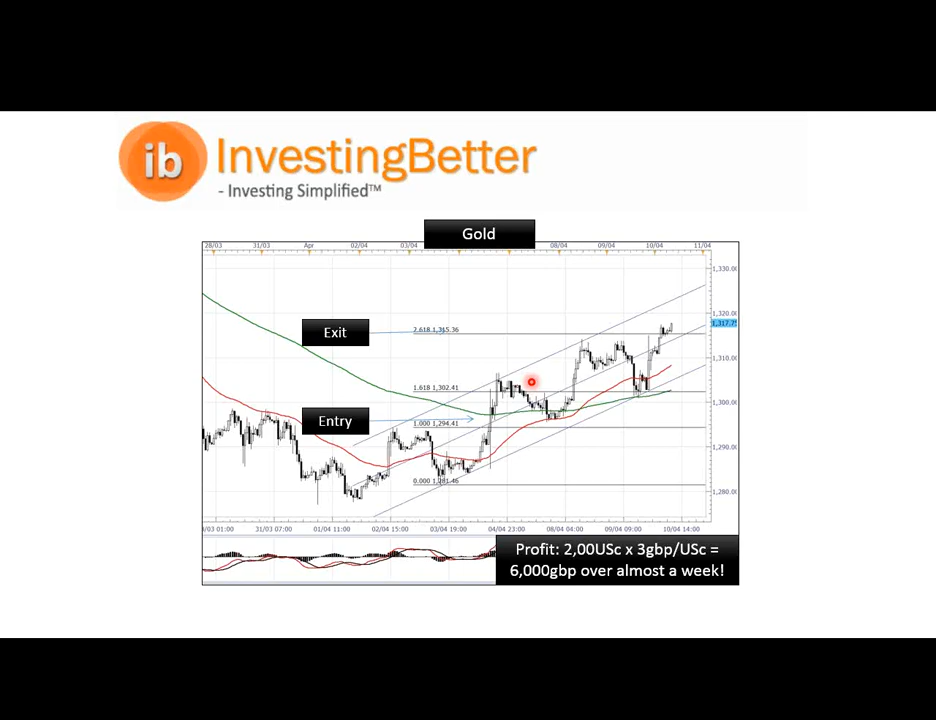 ib
InvestingBetter
- Investing Simplified™
Gold
28/03 31/03 Apr 02/04 03/04 08/04 09/04 10/04 11/04
1,330.00
1,320.00
1,317.75
Exit
2.618 1,315.36
1,310.00
1.618 1,302.41
1,300.00
Entry
1.000 1,294.41
1,290.00
0.000 1,281.46
1,280.00
31/03 07:00 01/04 11:00 02/04 15:00 03/04 19:00 04/04 23:00 08/04 04:00 09/04 09:00 10/04 14:00
Profit: 2,00USc x 3gbp/USc =
6,000gbp over almost a week!